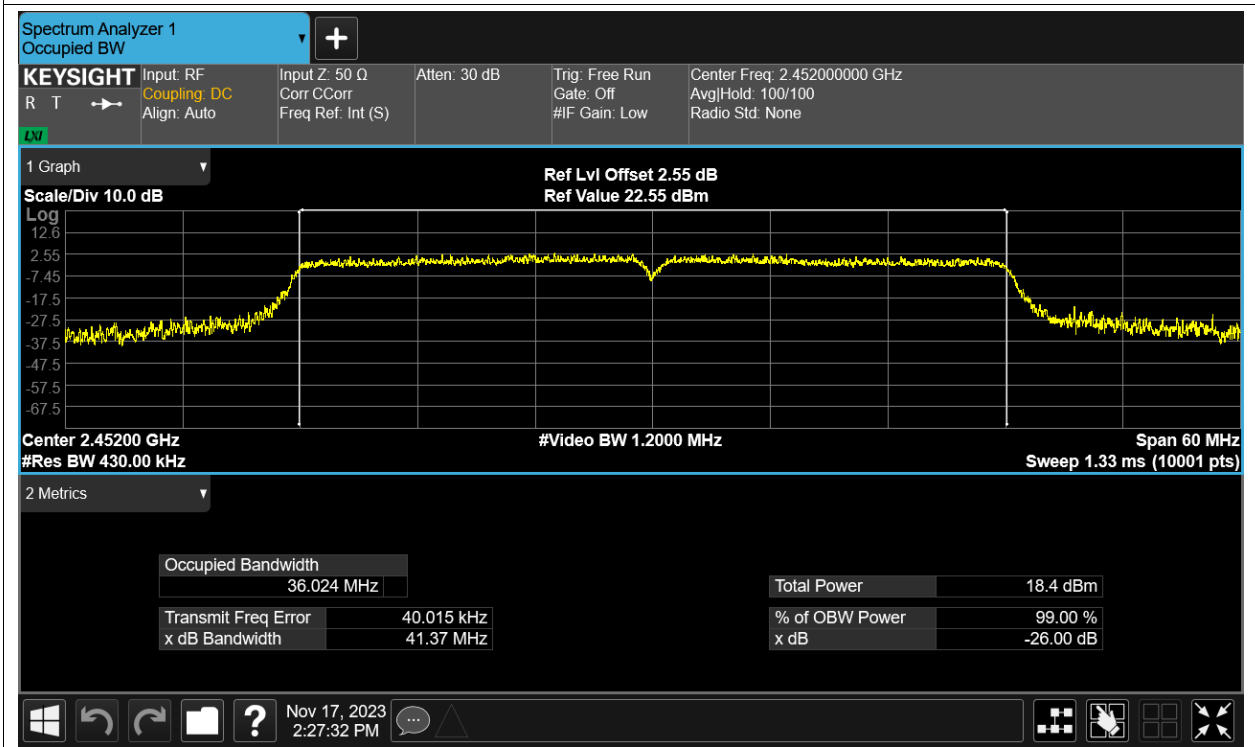 Spectrum Analyzer 1
Occupied BW
KEYSIGHT
R T
LXI
Input: RF
Coupling: DC
Align: Auto
Input Z: 50 Ω
Corr CCorr
Freq Ref: Int (S)
Atten: 30 dB
Trig: Free Run
Gate: Off
#IF Gain: Low
Center Freq: 2.452000000 GHz
Avg|Hold: 100/100
Radio Std: None
1 Graph
Scale/Div 10.0 dB
Ref Lvl Offset 2.55 dB
Ref Value 22.55 dBm
Log
12.6
2.55
-7.45
-17.5
-27.5
-37.5
-47.5
-57.5
-67.5
Center 2.45200 GHz
#Video BW 1.2000 MHz
Span 60 MHz
#Res BW 430.00 kHz
Sweep 1.33 ms (10001 pts)
2 Metrics
Occupied Bandwidth
36.024 MHz
Transmit Freq Error 40.015 kHz
x dB Bandwidth 41.37 MHz
Total Power 18.4 dBm
% of OBW Power 99.00 %
x dB -26.00 dB
?
Nov 17, 2023
2:27:32 PM